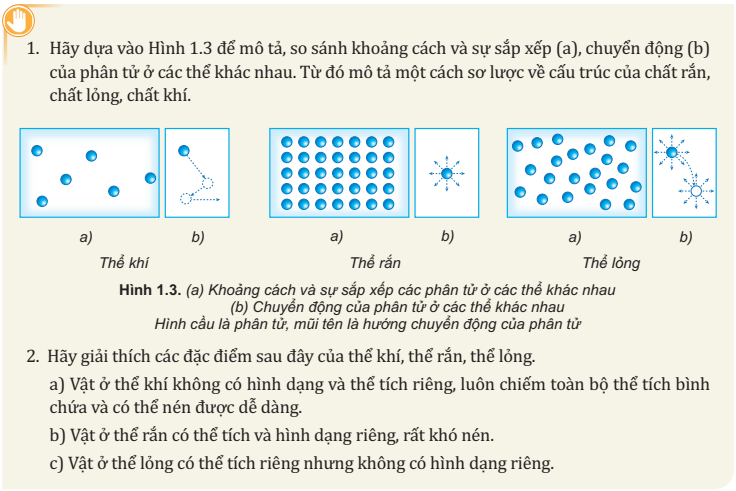 1. Hãy dựa vào Hình 1.3 để mô tả, so sánh khoảng cách và sự sắp xếp (a), chuyển động (b)
của phân tử ở các thể khác nhau. Từ đó mô tả một cách sơ lược về cấu trúc của chất rắn,
chất lỏng, chất khí.
a) b) a) b) a) b)
Thể khí Thể rắn Thể lỏng
Hình 1.3. (a) Khoảng cách và sự sắp xếp các phân tử ở các thể khác nhau
(b) Chuyển động của phân tử ở các thể khác nhau
Hình cầu là phân tử, mũi tên là hướng chuyển động của phân tử
2. Hãy giải thích các đặc điểm sau đây của thể khí, thể rắn, thể lỏng.
a) Vật ở thể khí không có hình dạng và thể tích riêng, luôn chiếm toàn bộ thể tích bình
chứa và có thể nén được dễ dàng.
b) Vật ở thể rắn có thể tích và hình dạng riêng, rất khó nén.
c) Vật ở thể lỏng có thể tích riêng nhưng không có hình dạng riêng.